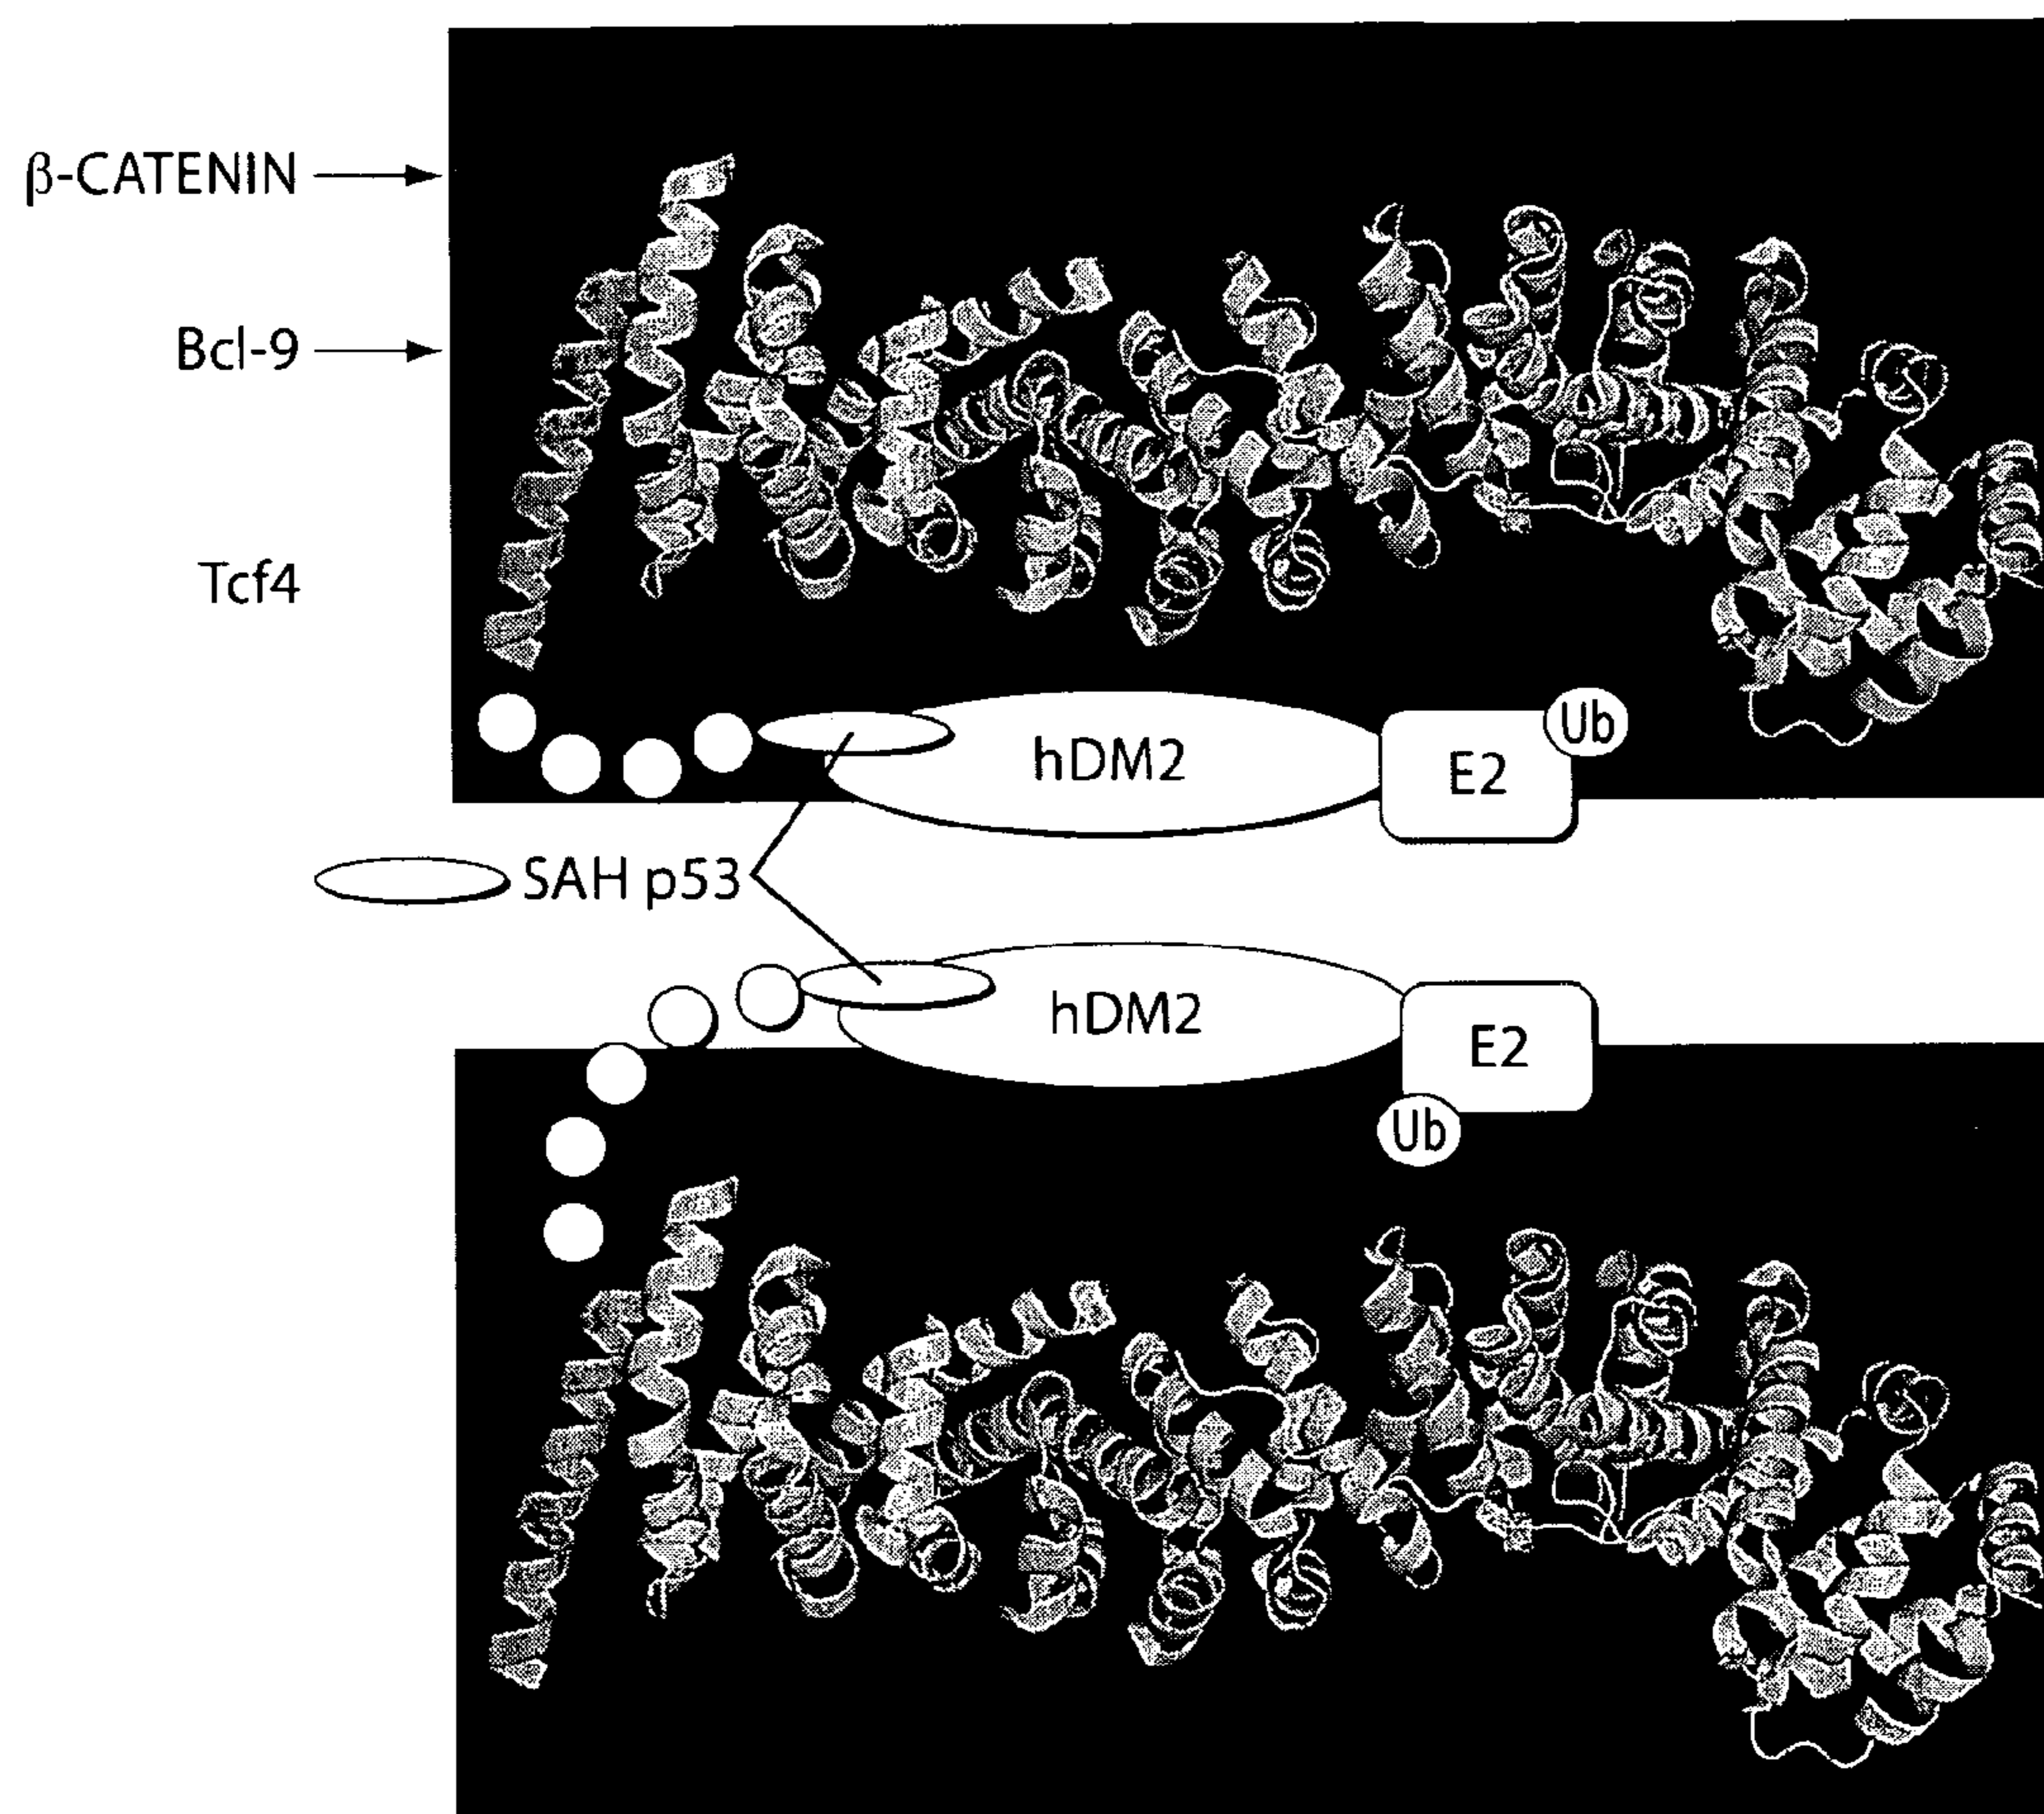 β-CATENIN
Bcl-9
Tcf4
hDM2
E2
Ub
SAH p53
hDM2
E2
Ub